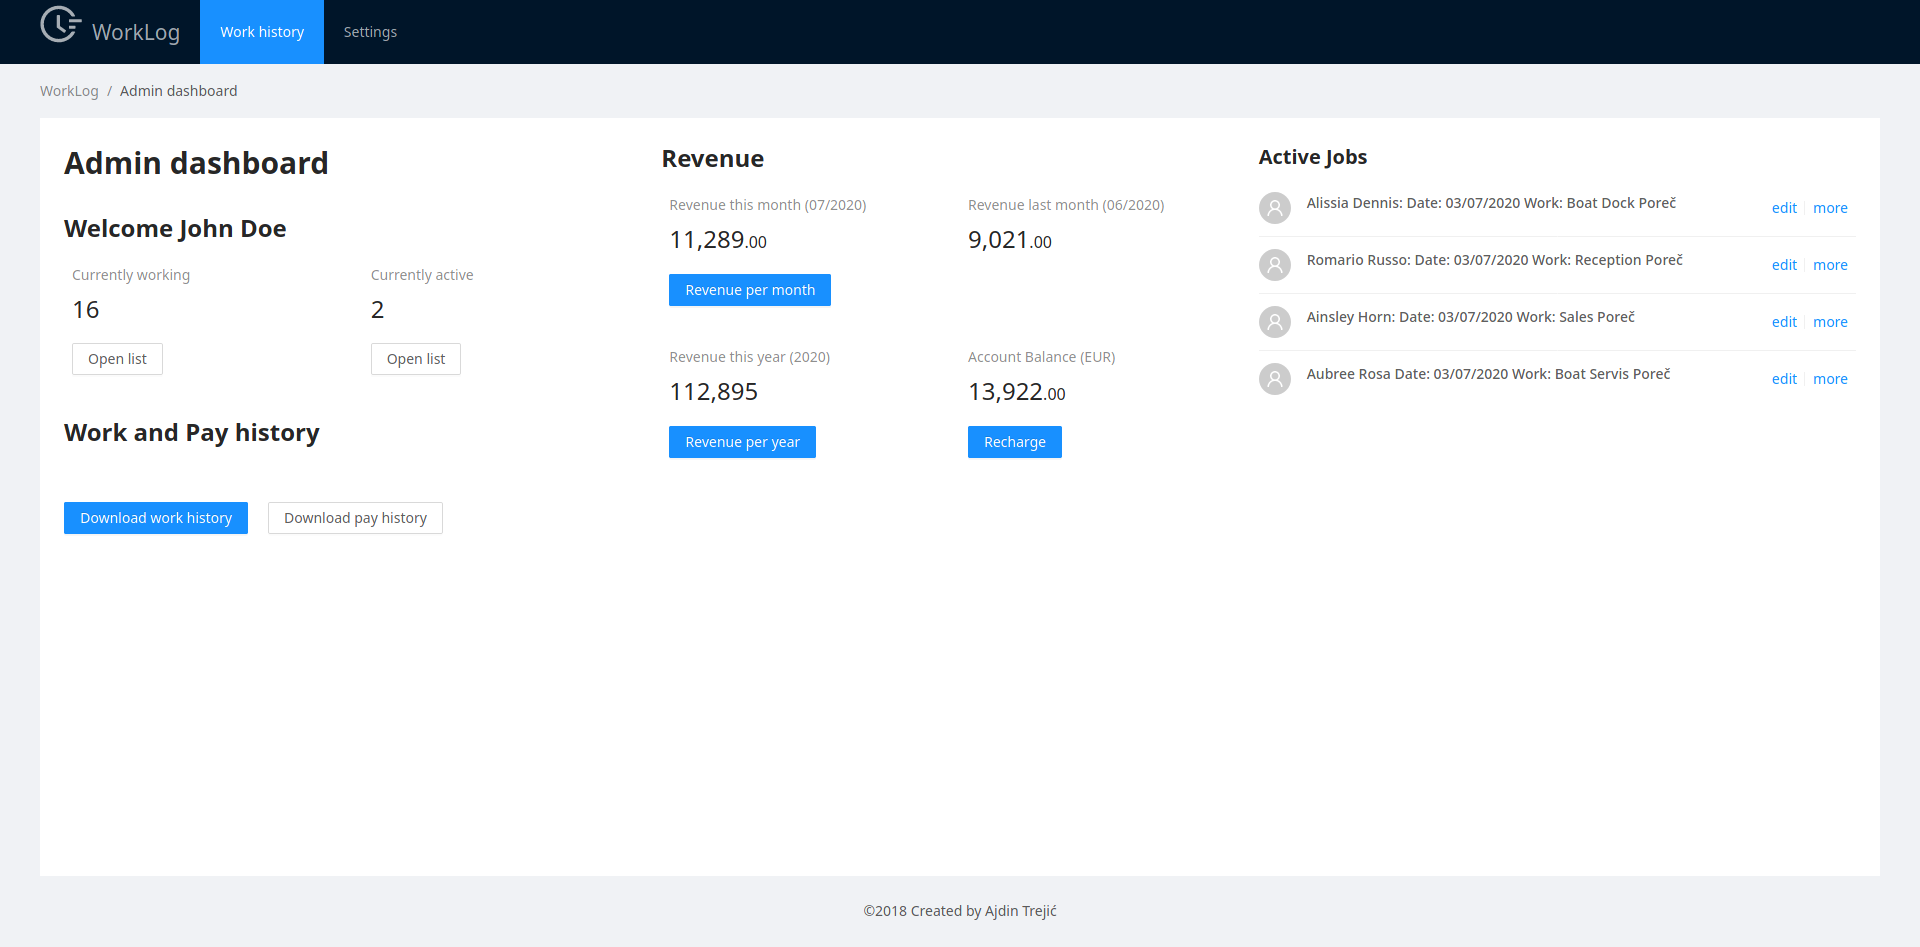 WorkLog
Work history
Settings
WorkLog / Admin dashboard
Admin dashboard
Welcome John Doe
Currently working
16
Open list
Currently active
2
Open list
Work and Pay history
Download work history
Download pay history
Revenue
Revenue this month (07/2020)
11,289.00
Revenue per month
Revenue last month (06/2020)
9,021.00
Revenue this year (2020)
112,895
Revenue per year
Account Balance (EUR)
13,922.00
Recharge
Active Jobs
Alissia Dennis: Date: 03/07/2020 Work: Boat Dock Poreč
edit more
Romario Russo: Date: 03/07/2020 Work: Reception Poreč
edit more
Ainsley Horn: Date: 03/07/2020 Work: Sales Poreč
edit more
Aubree Rosa Date: 03/07/2020 Work: Boat Servis Poreč
edit more
©2018 Created by Ajdin Trejić